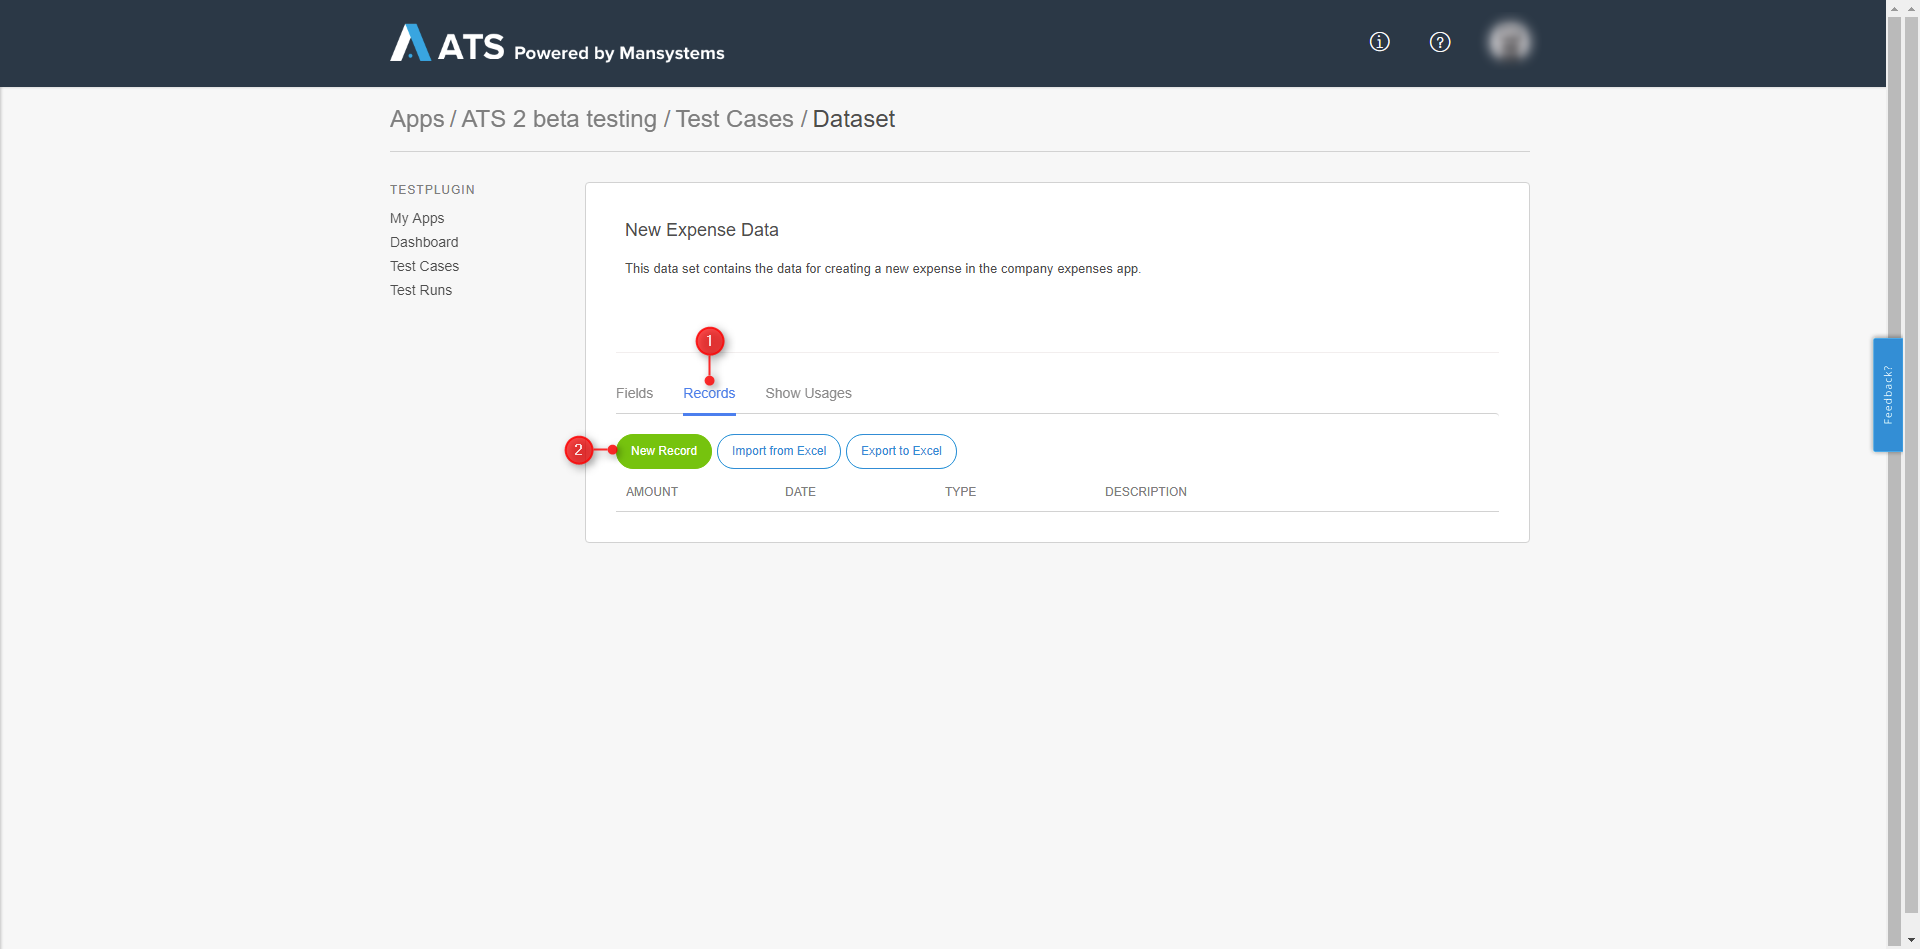 ATS Powered by Mansystems
Apps / ATS 2 beta testing / Test Cases / Dataset
TESTPLUGIN
My Apps
Dashboard
Test Cases
Test Runs
New Expense Data
This data set contains the data for creating a new expense in the company expenses app.
1
Fields Records Show Usages
2 New Record Import from Excel Export to Excel
AMOUNT DATE TYPE DESCRIPTION
Feedback?